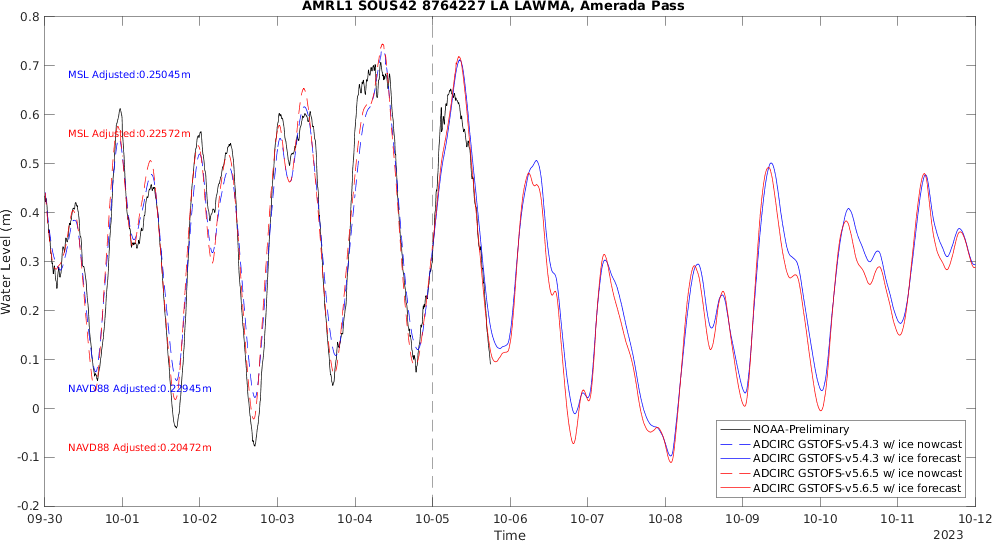 AMRL1 SOUS42 8764227 LA LAWMA, Amerada Pass
0.8
0.7
0.6
0.5
0.4
0.3
0.2
0.1
0
-0.1
-0.2
Water Level (m)
MSL Adjusted:0.25045m
MSL Adjusted:0.22572m
NAVD88 Adjusted:0.22945m
NAVD88 Adjusted:0.20472m
NOAA-Preliminary
ADCIRC GSTOFS-v5.4.3 w/ ice nowcast
ADCIRC GSTOFS-v5.4.3 w/ ice forecast
ADCIRC GSTOFS-v5.6.5 w/ ice nowcast
ADCIRC GSTOFS-v5.6.5 w/ ice forecast
09-30 10-01 10-02 10-03 10-04 10-05 10-06 10-07 10-08 10-09 10-10 10-11 10-12
Time
2023